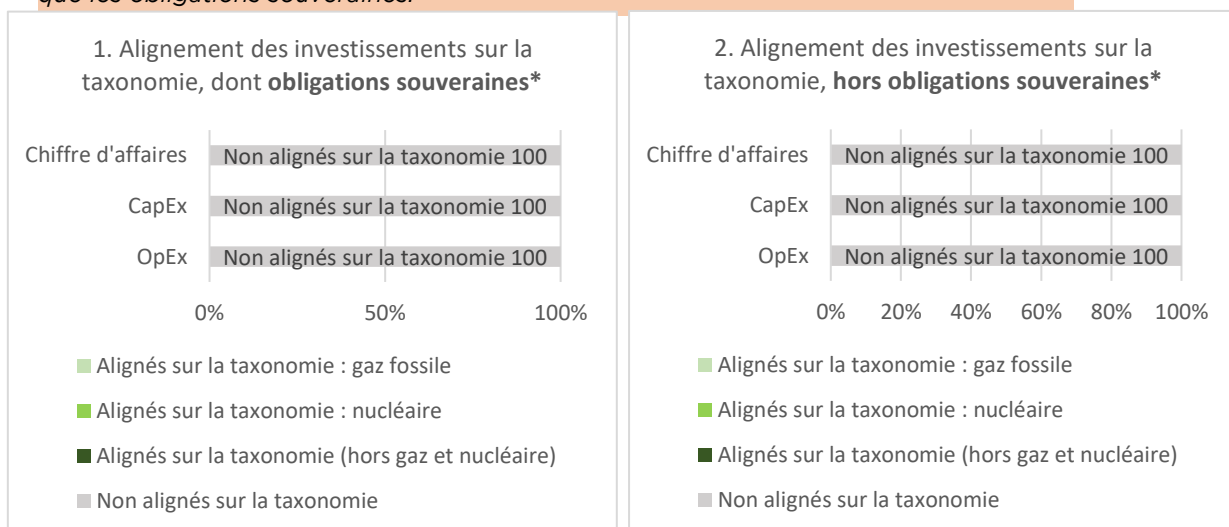 que les obligations souveraines.
1. Alignement des investissements sur la
taxonomie, dont obligations souveraines*
Chiffre d'affaires
Non alignés sur la taxonomie 100
CapEx
Non alignés sur la taxonomie 100
OpEx
Non alignés sur la taxonomie 100
0% 50% 100%
Alignés sur la taxonomie : gaz fossile
Alignés sur la taxonomie : nucléaire
Alignés sur la taxonomie (hors gaz et nucléaire)
Non alignés sur la taxonomie
2. Alignement des investissements sur la
taxonomie, hors obligations souveraines*
Chiffre d'affaires
Non alignés sur la taxonomie 100
CapEx
Non alignés sur la taxonomie 100
OpEx
Non alignés sur la taxonomie 100
0% 20% 40% 60% 80% 100%
Alignés sur la taxonomie : gaz fossile
Alignés sur la taxonomie : nucléaire
Alignés sur la taxonomie (hors gaz et nucléaire)
Non alignés sur la taxonomie